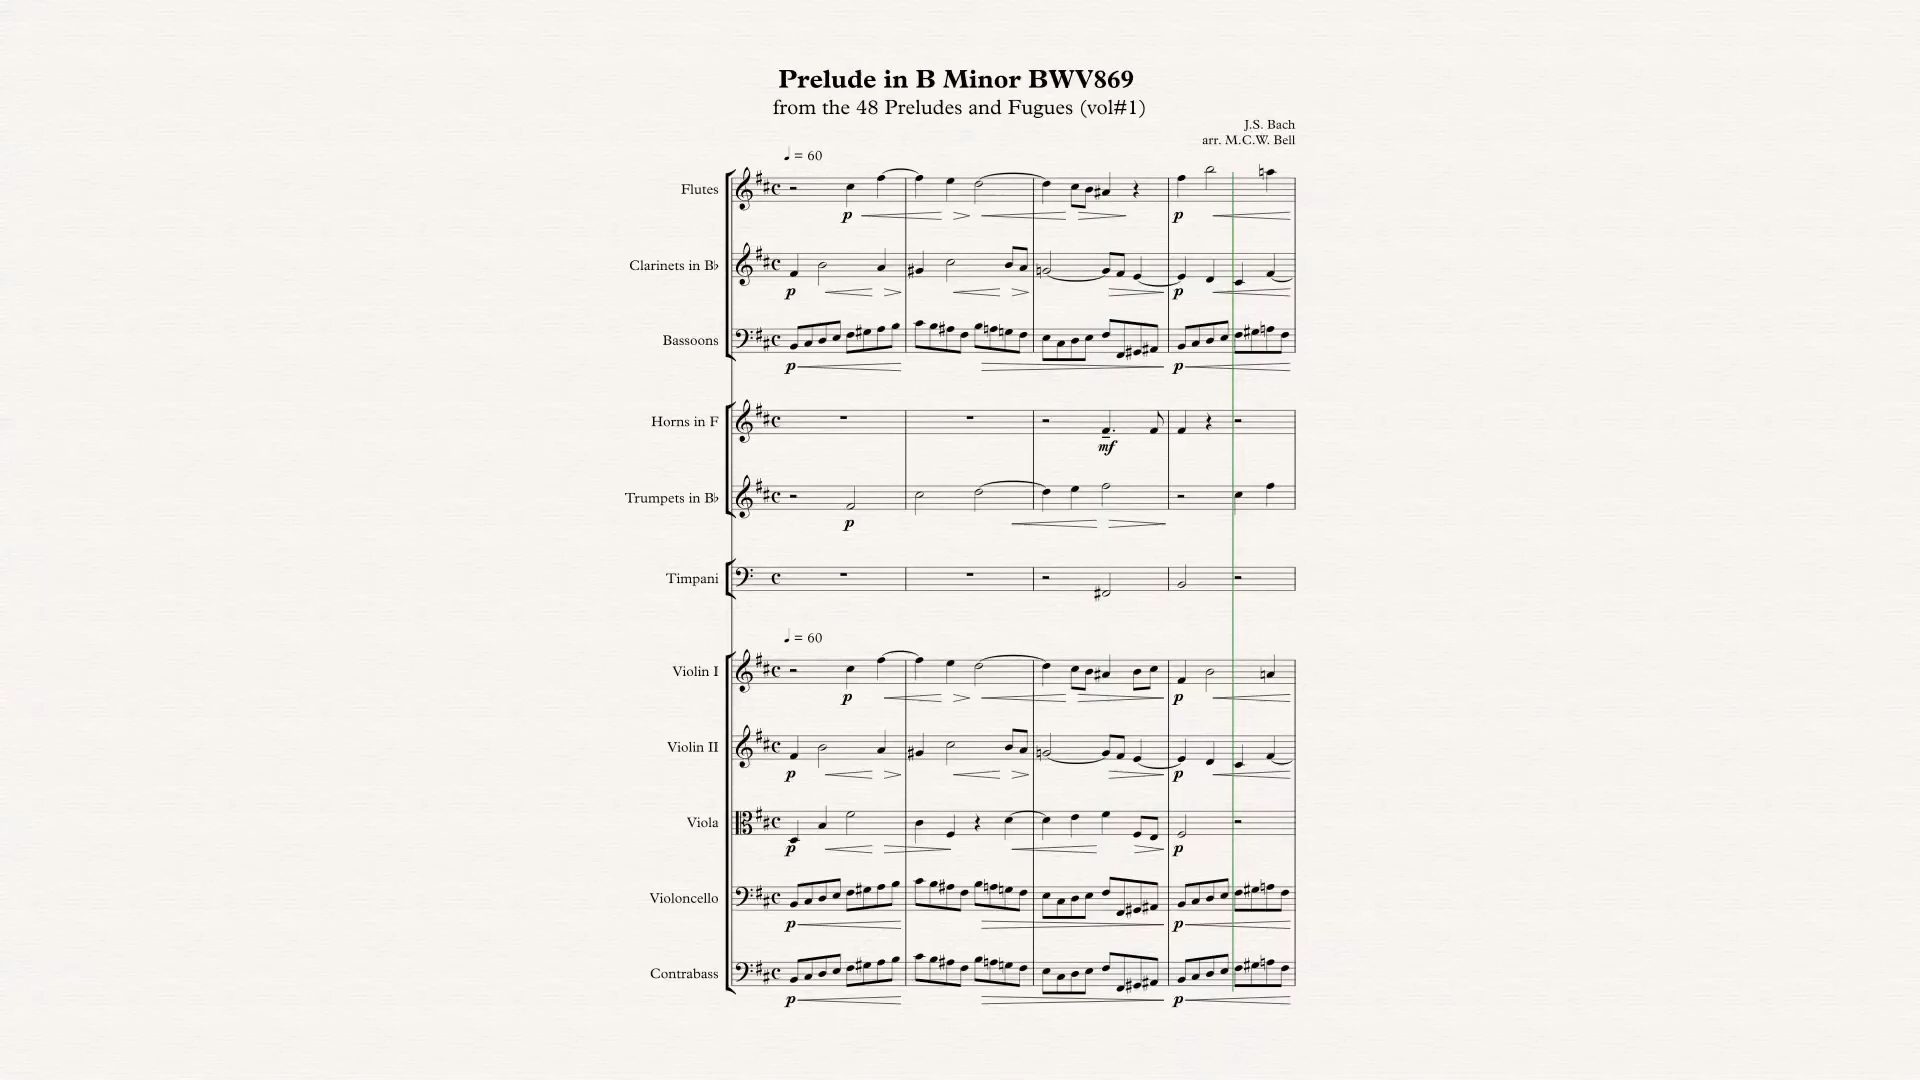 Prelude in B Minor BWV869
from the 48 Preludes and Fugues (vol#1)
J.S. Bach
arr. M.C.W. Bell
♩ = 60
Flutes
p
p
Clarinets in B♭
p
p
Bassoons
p
p
Horns in F
mf
Trumpets in B♭
p
Timpani
♩ = 60
Violin I
p
p
Violin II
p
p
Viola
p
p
Violoncello
p
p
Contrabass
p
p